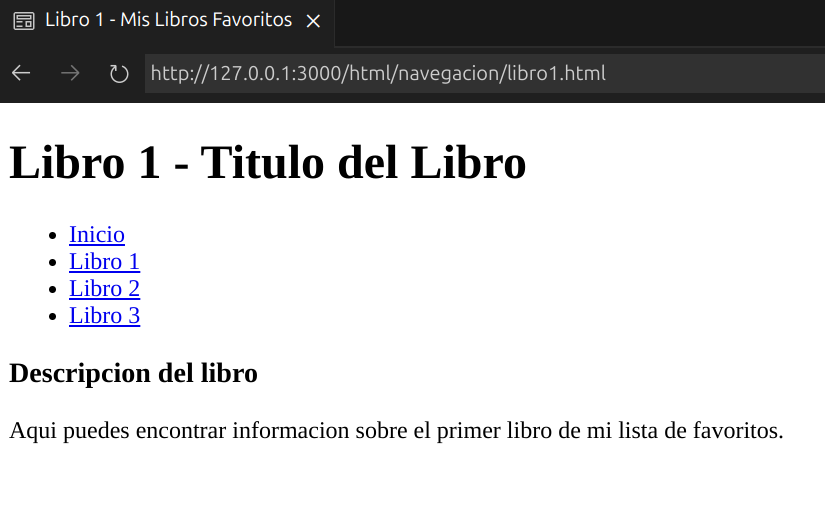 Libro 1 - Mis Libros Favoritos
http://127.0.0.1:3000/html/navegacion/libro1.html
Libro 1 - Titulo del Libro
Inicio
Libro 1
Libro 2
Libro 3
Descripcion del libro
Aqui puedes encontrar informacion sobre el primer libro de mi lista de favoritos.